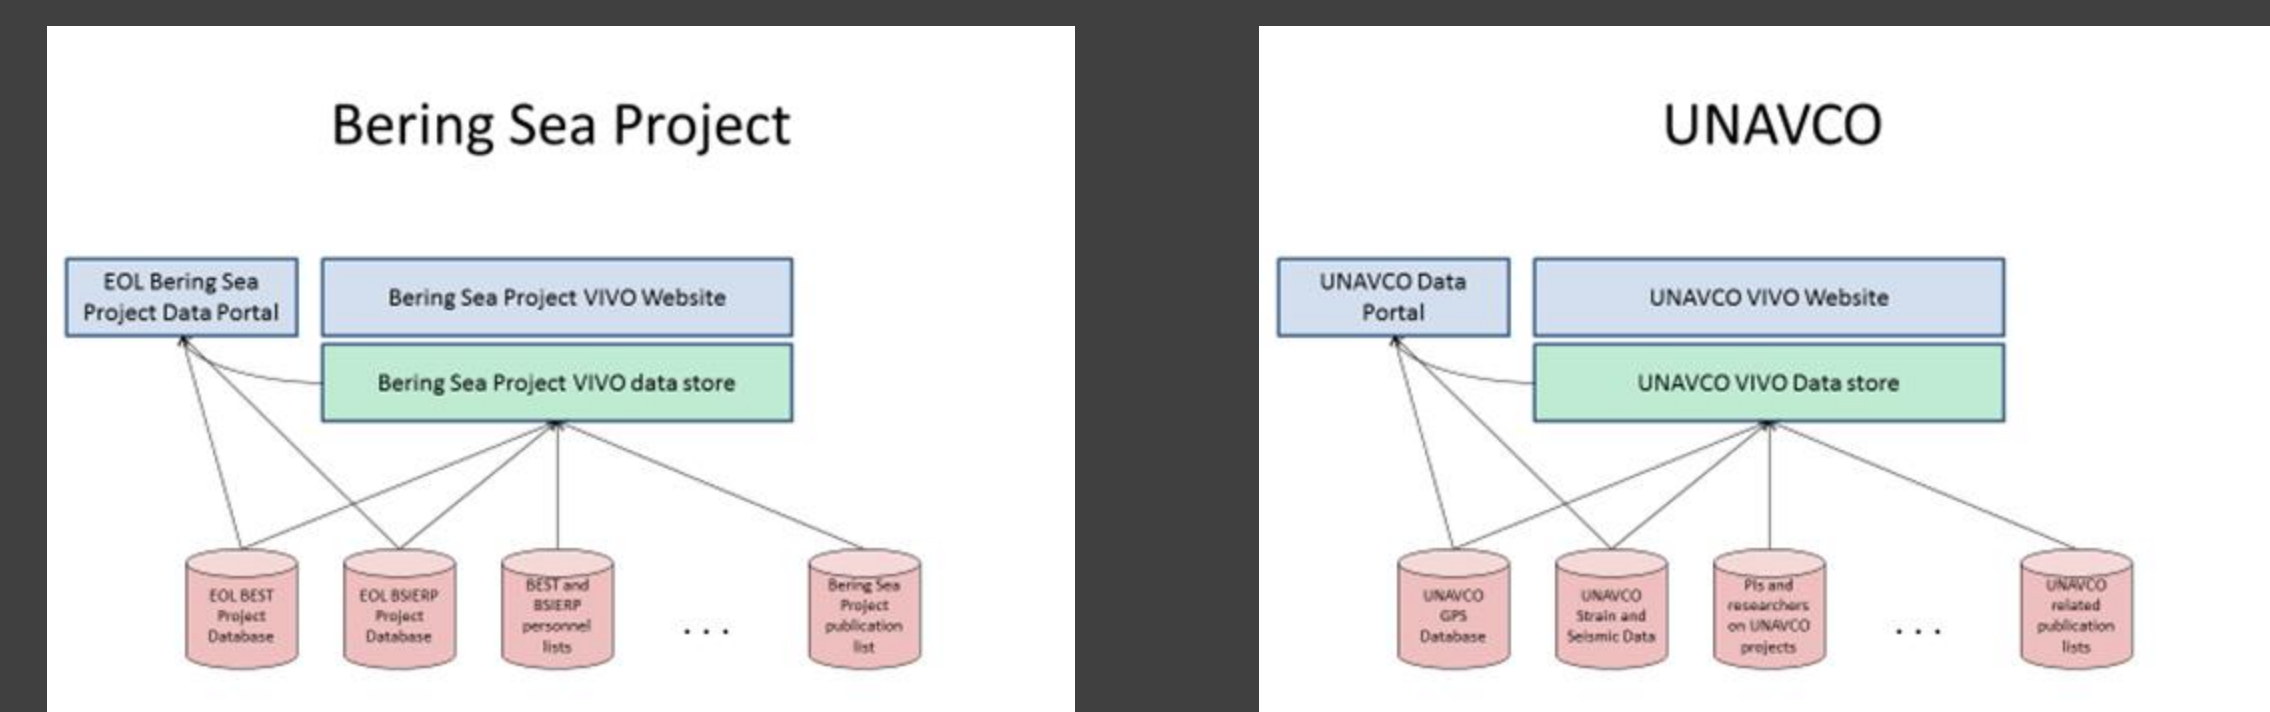 Bering Sea Project
EOL Bering Sea
Project Data Portal
Bering Sea Project VIVO Website
Bering Sea Project VIVO data store
EOL BEST
Project
Database
EOL BSIERP
Project
Database
BEST and
BSIERP
personnel
lists
. . .
Bering Sea
Project
publication
list
UNAVCO
UNAVCO Data
Portal
UNAVCO VIVO Website
UNAVCO VIVO Data store
UNAVCO
GPS
Database
UNAVCO
Strain and
Seismic Data
PIs and
researchers
on UNAVCO
projects
. . .
UNAVCO
related
publication
lists